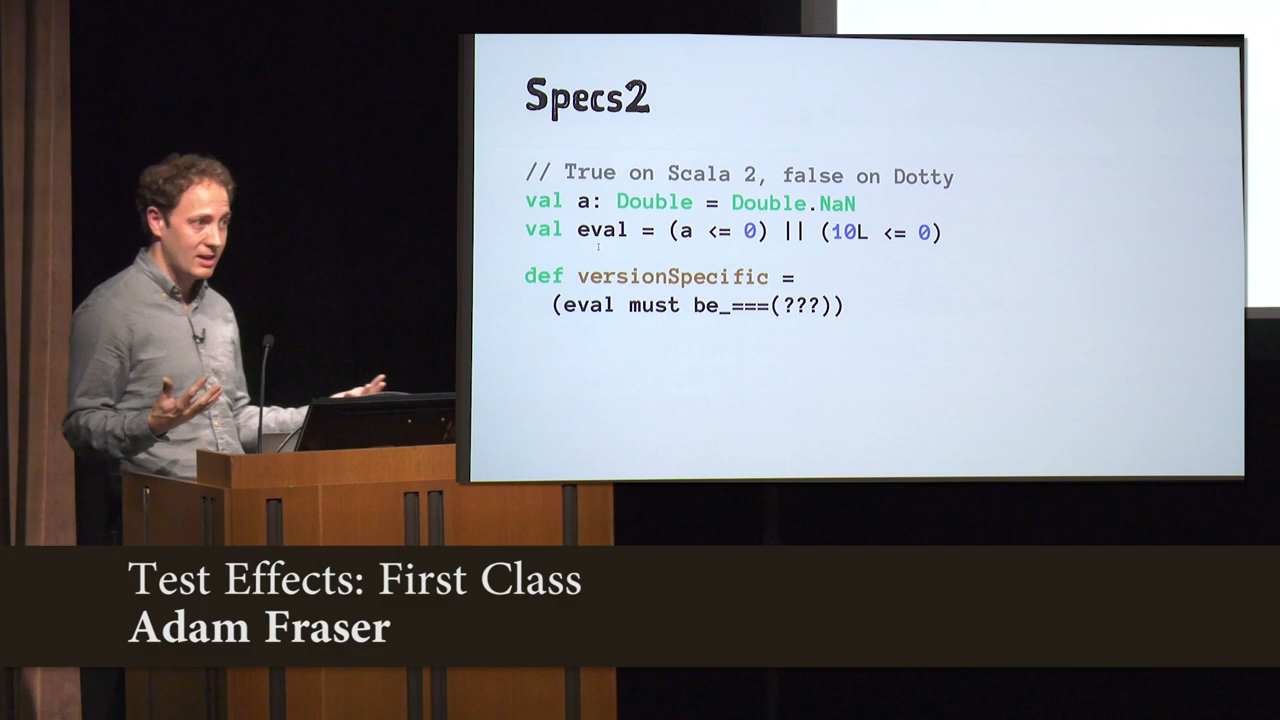 Specs2
// True on Scala 2, false on Dotty
val a: Double = Double.NaN
val eval = (a <= 0) || (10L <= 0)
def versionSpecific =
(eval must be_===(???))
Test Effects: First Class
Adam Fraser